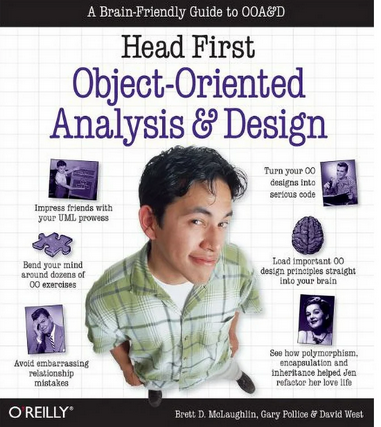 A Brain-Friendly Guide to OOA&D
Head First
Object-Oriented
Analysis & Design
Impress friends with
your UML prowess
Turn your OO
designs into
serious code
Bend your mind
around dozens of
OO exercises
Load important OO
design principles straight
into your brain
Avoid embarrassing
relationship
mistakes
See how polymorphism,
encapsulation and
inheritance helped Jen
refactor her love life
O'REILLY®
Brett D. McLaughlin, Gary Pollice & David West